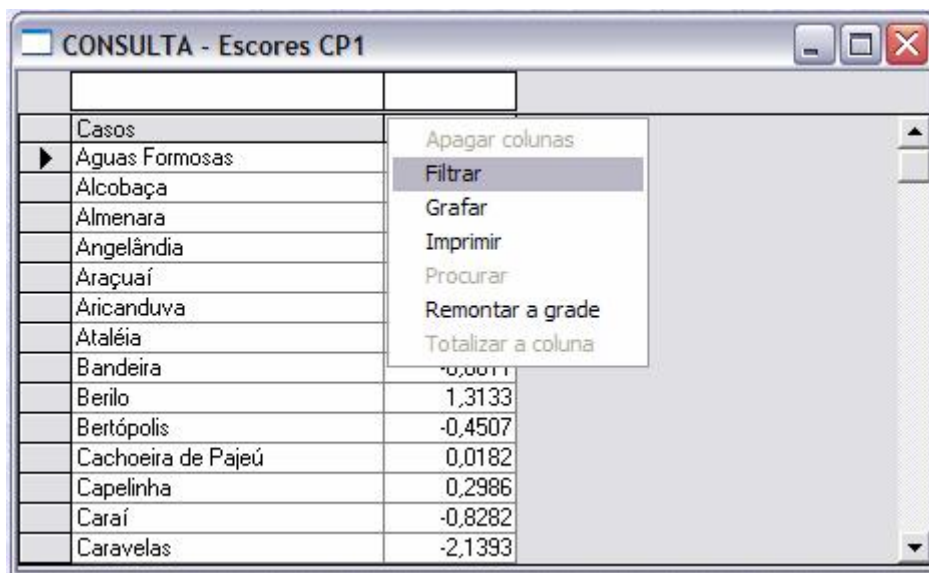 CONSULTA - Escores CP1
Casos
Aguas Formosas
Alcobaça
Almenara
Angelândia
Araçuaí
Aricanduva
Ataléia
Bandeira
Berilo 1,3133
Bertópolis -0,4507
Cachoeira de Pajeú 0,0182
Capelinha 0,2986
Caraí -0,8282
Caravelas -2,1393
Apagar colunas
Filtrar
Grafar
Imprimir
Procurar
Remontar a grade
Totalizar a coluna